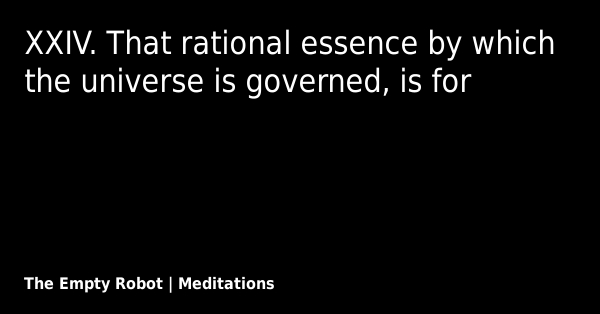 XXIV. That rational essence by which
the universe is governed, is for
The Empty Robot | Meditations